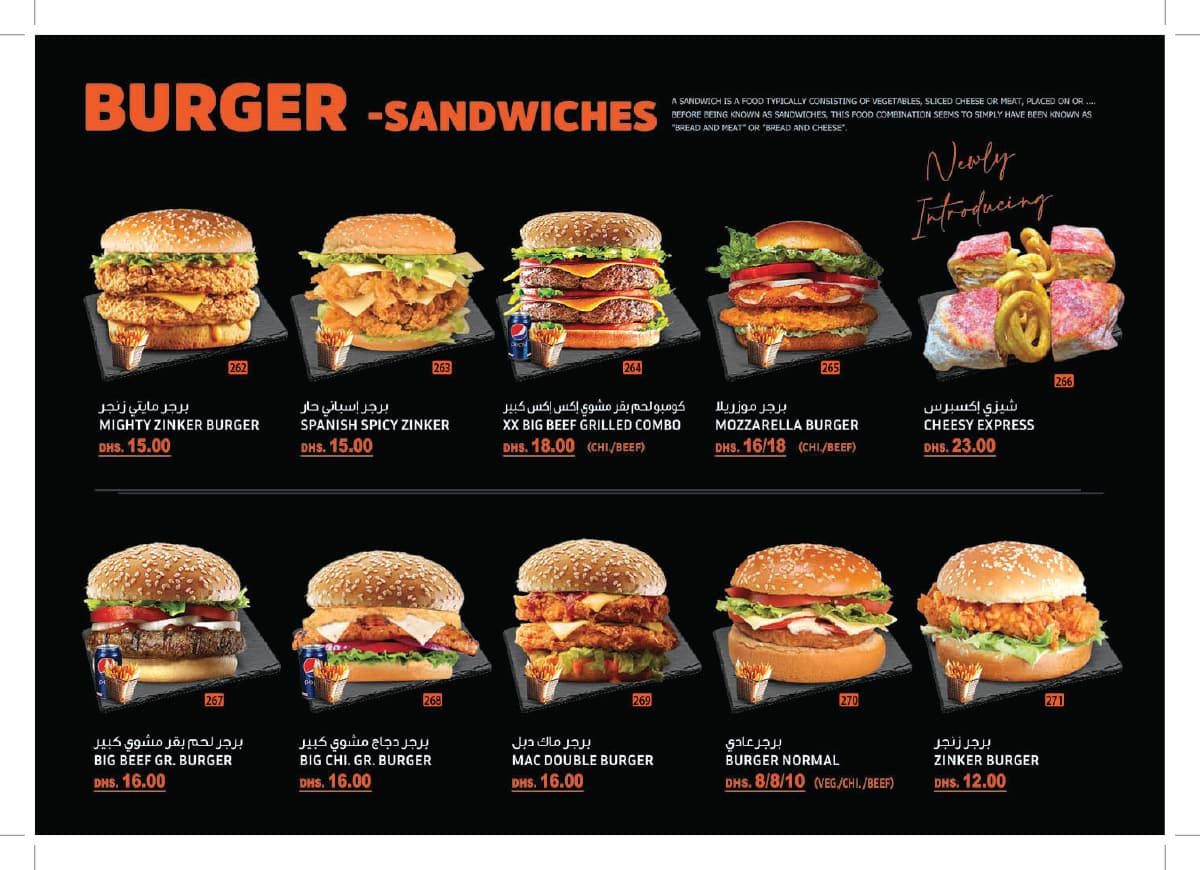 BURGER -SANDWICHES
A SANDWICH IS A FOOD TYPICALLY CONSISTING OF VEGETABLES, SLICED CHEESE OR MEAT, PLACED ON OR ....
BEFORE BEING KNOWN AS SANDWICHES, THIS FOOD COMBINATION SEEMS TO SIMPLY HAVE BEEN KNOWN AS
"BREAD AND MEAT" OR "BREAD AND CHEESE".
Newly
Introducing
262
برجر مايتي زنجر
MIGHTY ZINKER BURGER
DHS. 15.00
263
برجر إسباني حار
SPANISH SPICY ZINKER
DHS. 15.00
pepsi
264
كومبو لحم بقر مشوي إكس إكس كبير
XX BIG BEEF GRILLED COMBO
DHS. 18.00 (CHI./BEEF)
265
برجر موزريلا
MOZZARELLA BURGER
DHS. 16/18 (CHI./BEEF)
266
شيزي إكسبرس
CHEESY EXPRESS
DHS. 23.00
267
برجر لحم بقر مشوي كبير
BIG BEEF GR. BURGER
DHS. 16.00
268
برجر دجاج مشوي كبير
BIG CHI. GR. BURGER
DHS. 16.00
269
برجر ماك دبل
MAC DOUBLE BURGER
DHS. 16.00
270
برجر عادي
BURGER NORMAL
DHS. 8/8/10 (VEG./CHI./BEEF)
271
برجر زنجر
ZINKER BURGER
DHS. 12.00